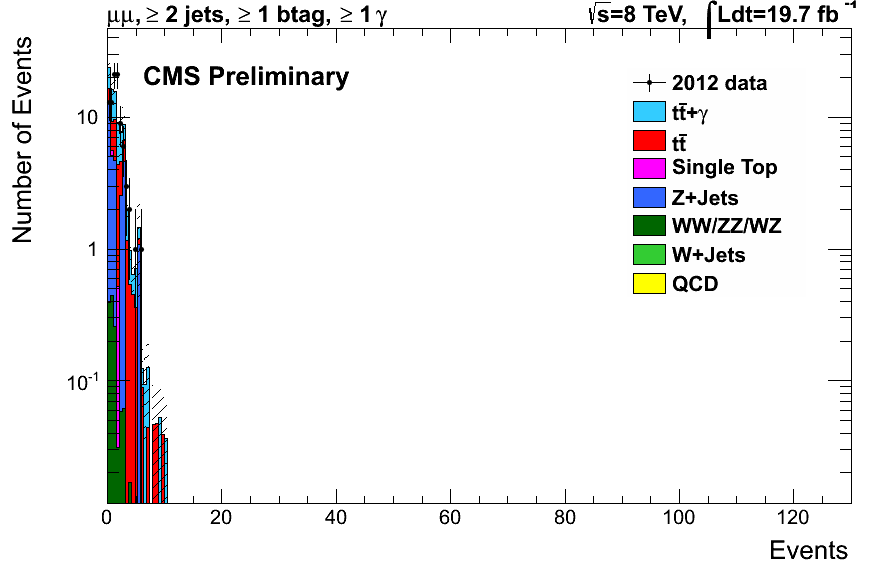 μμ, ≥ 2 jets, ≥ 1 btag, ≥ 1 γ
√s=8 TeV, ∫Ldt=19.7 fb⁻¹
CMS Preliminary
2012 data
tt̄+γ
tt̄
Single Top
Z+Jets
WW/ZZ/WZ
W+Jets
QCD
Number of Events
10
1
10⁻¹
0 20 40 60 80 100 120
Events